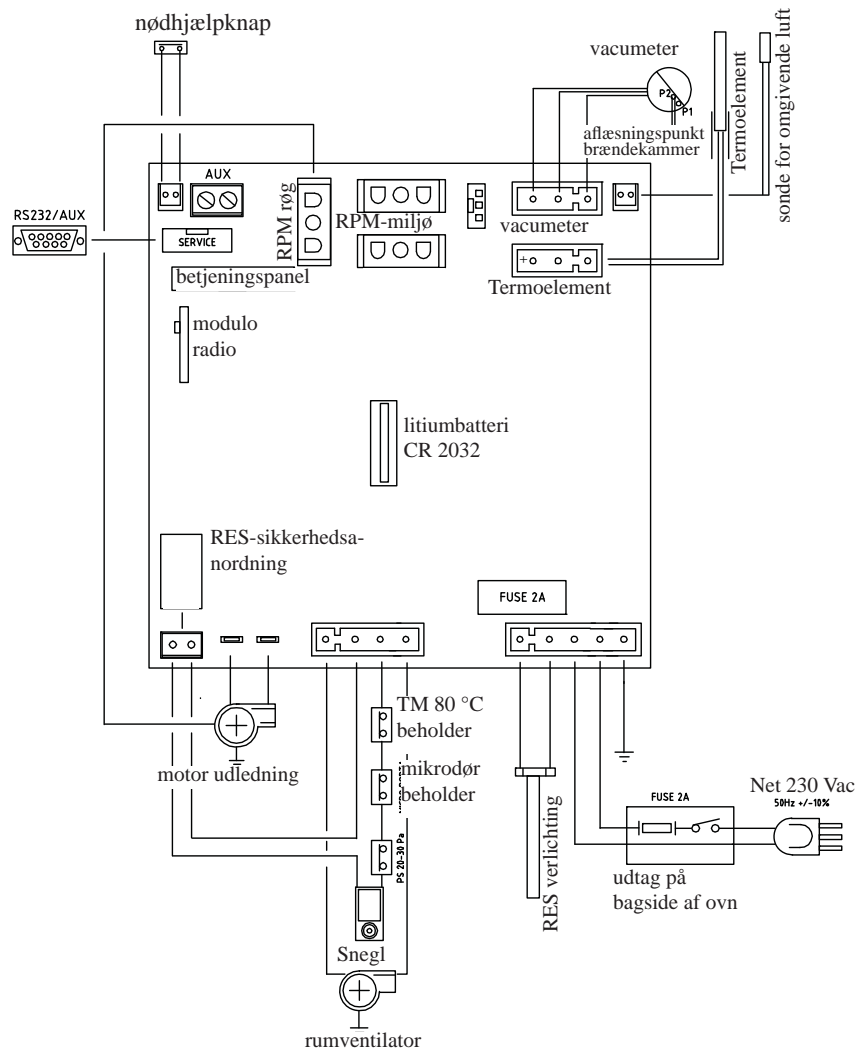 nødhjælpknap
vacumeter
P2
P1
aflæsningspunkt
brændekammer
Termoelement
sonde for omgivende luft
AUX
RS232/AUX
SERVICE
RPM røg
RPM-miljø
vacumeter
betjeningspanel
+
Termoelement
modulo
radio
litiumbatteri
CR 2032
RES-sikkerhedsa-
nordning
FUSE 2A
TM 80 °C
beholder
motor udledning
mikrodør
beholder
PS 20-30 Pa
Snegl
rumventilator
RES verlichting
FUSE 2A
Net 230 Vac
50Hz +/-10%
udtag på
bagside af ovn